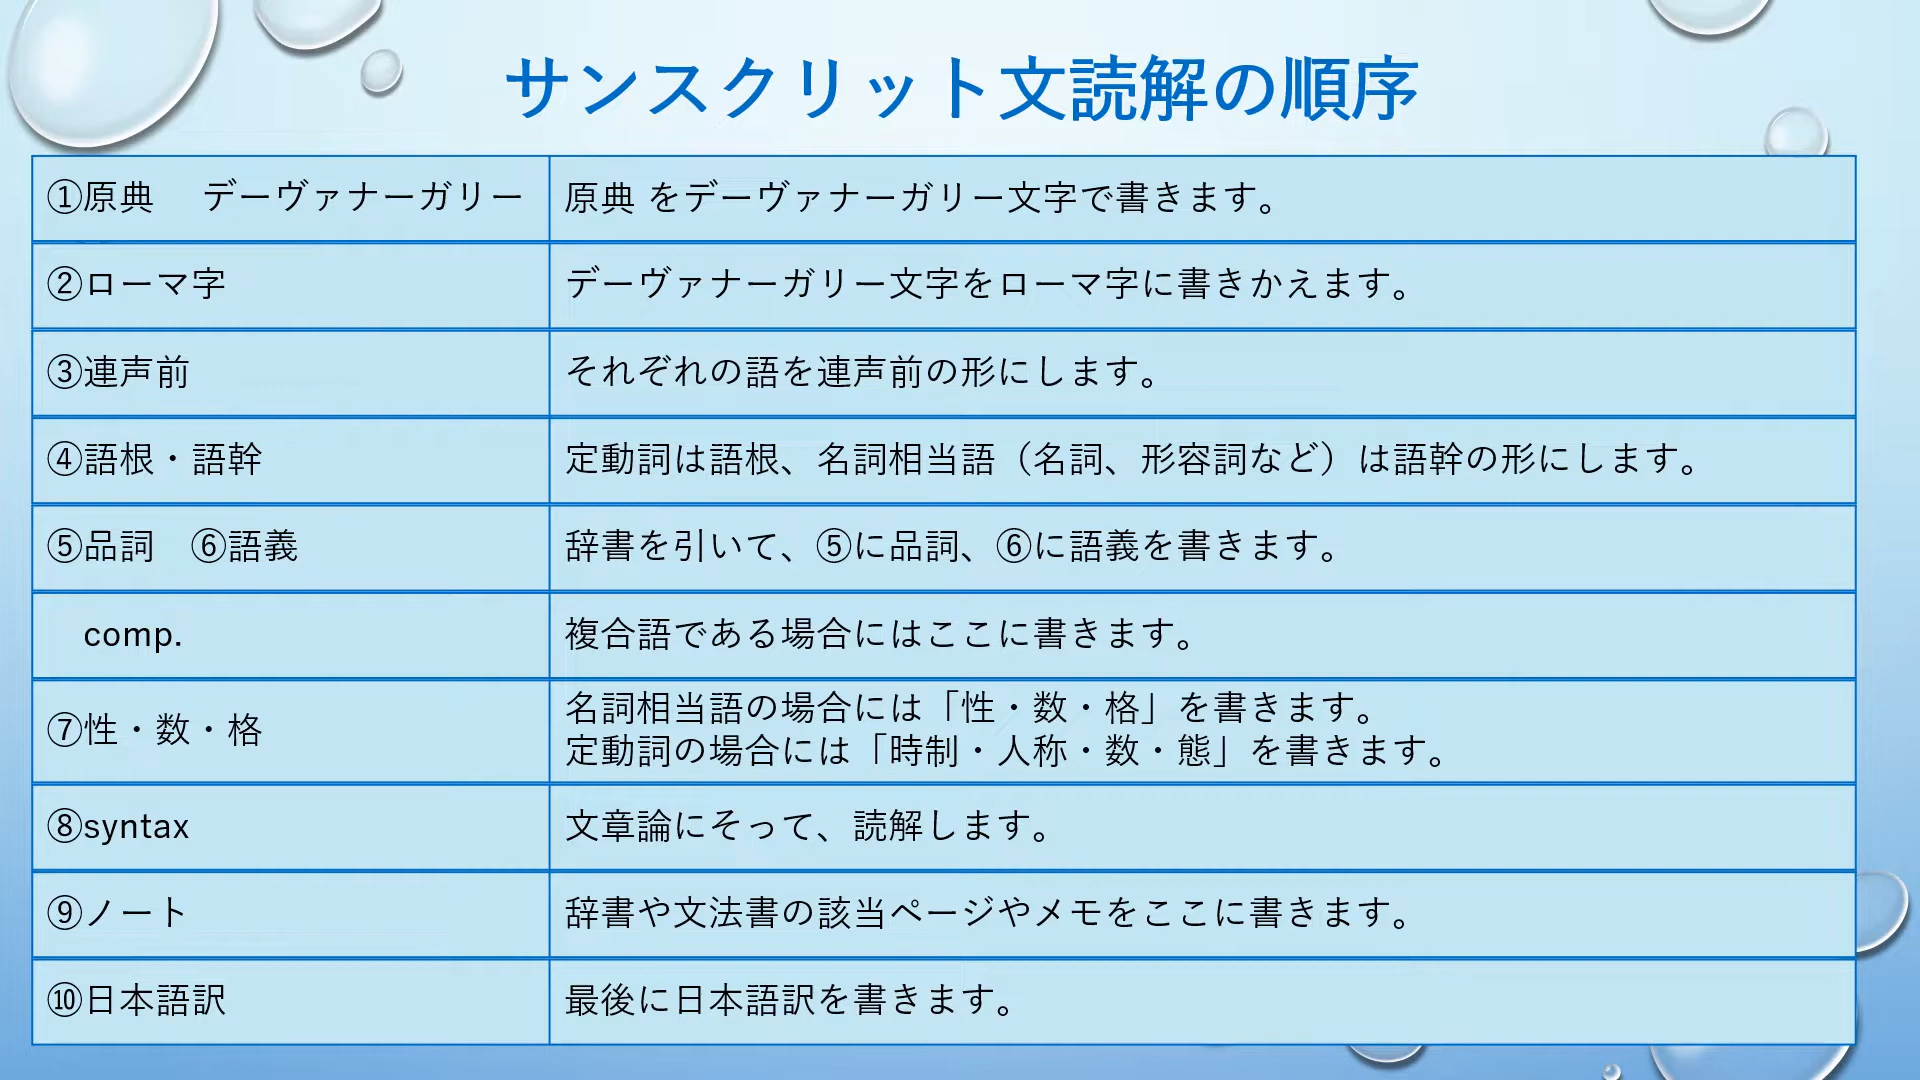 サンスクリット文読解の順序
①原典　デーヴァナーガリー
原典 をデーヴァナーガリー文字で書きます。
②ローマ字
デーヴァナーガリー文字をローマ字に書きかえます。
③連声前
それぞれの語を連声前の形にします。
④語根・語幹
定動詞は語根、名詞相当語（名詞、形容詞など）は語幹の形にします。
⑤品詞　⑥語義
辞書を引いて、⑤に品詞、⑥に語義を書きます。
comp.
複合語である場合にはここに書きます。
⑦性・数・格
名詞相当語の場合には「性・数・格」を書きます。
定動詞の場合には「時制・人称・数・態」を書きます。
⑧syntax
文章論にそって、読解します。
⑨ノート
辞書や文法書の該当ページやメモをここに書きます。
⑩日本語訳
最後に日本語訳を書きます。